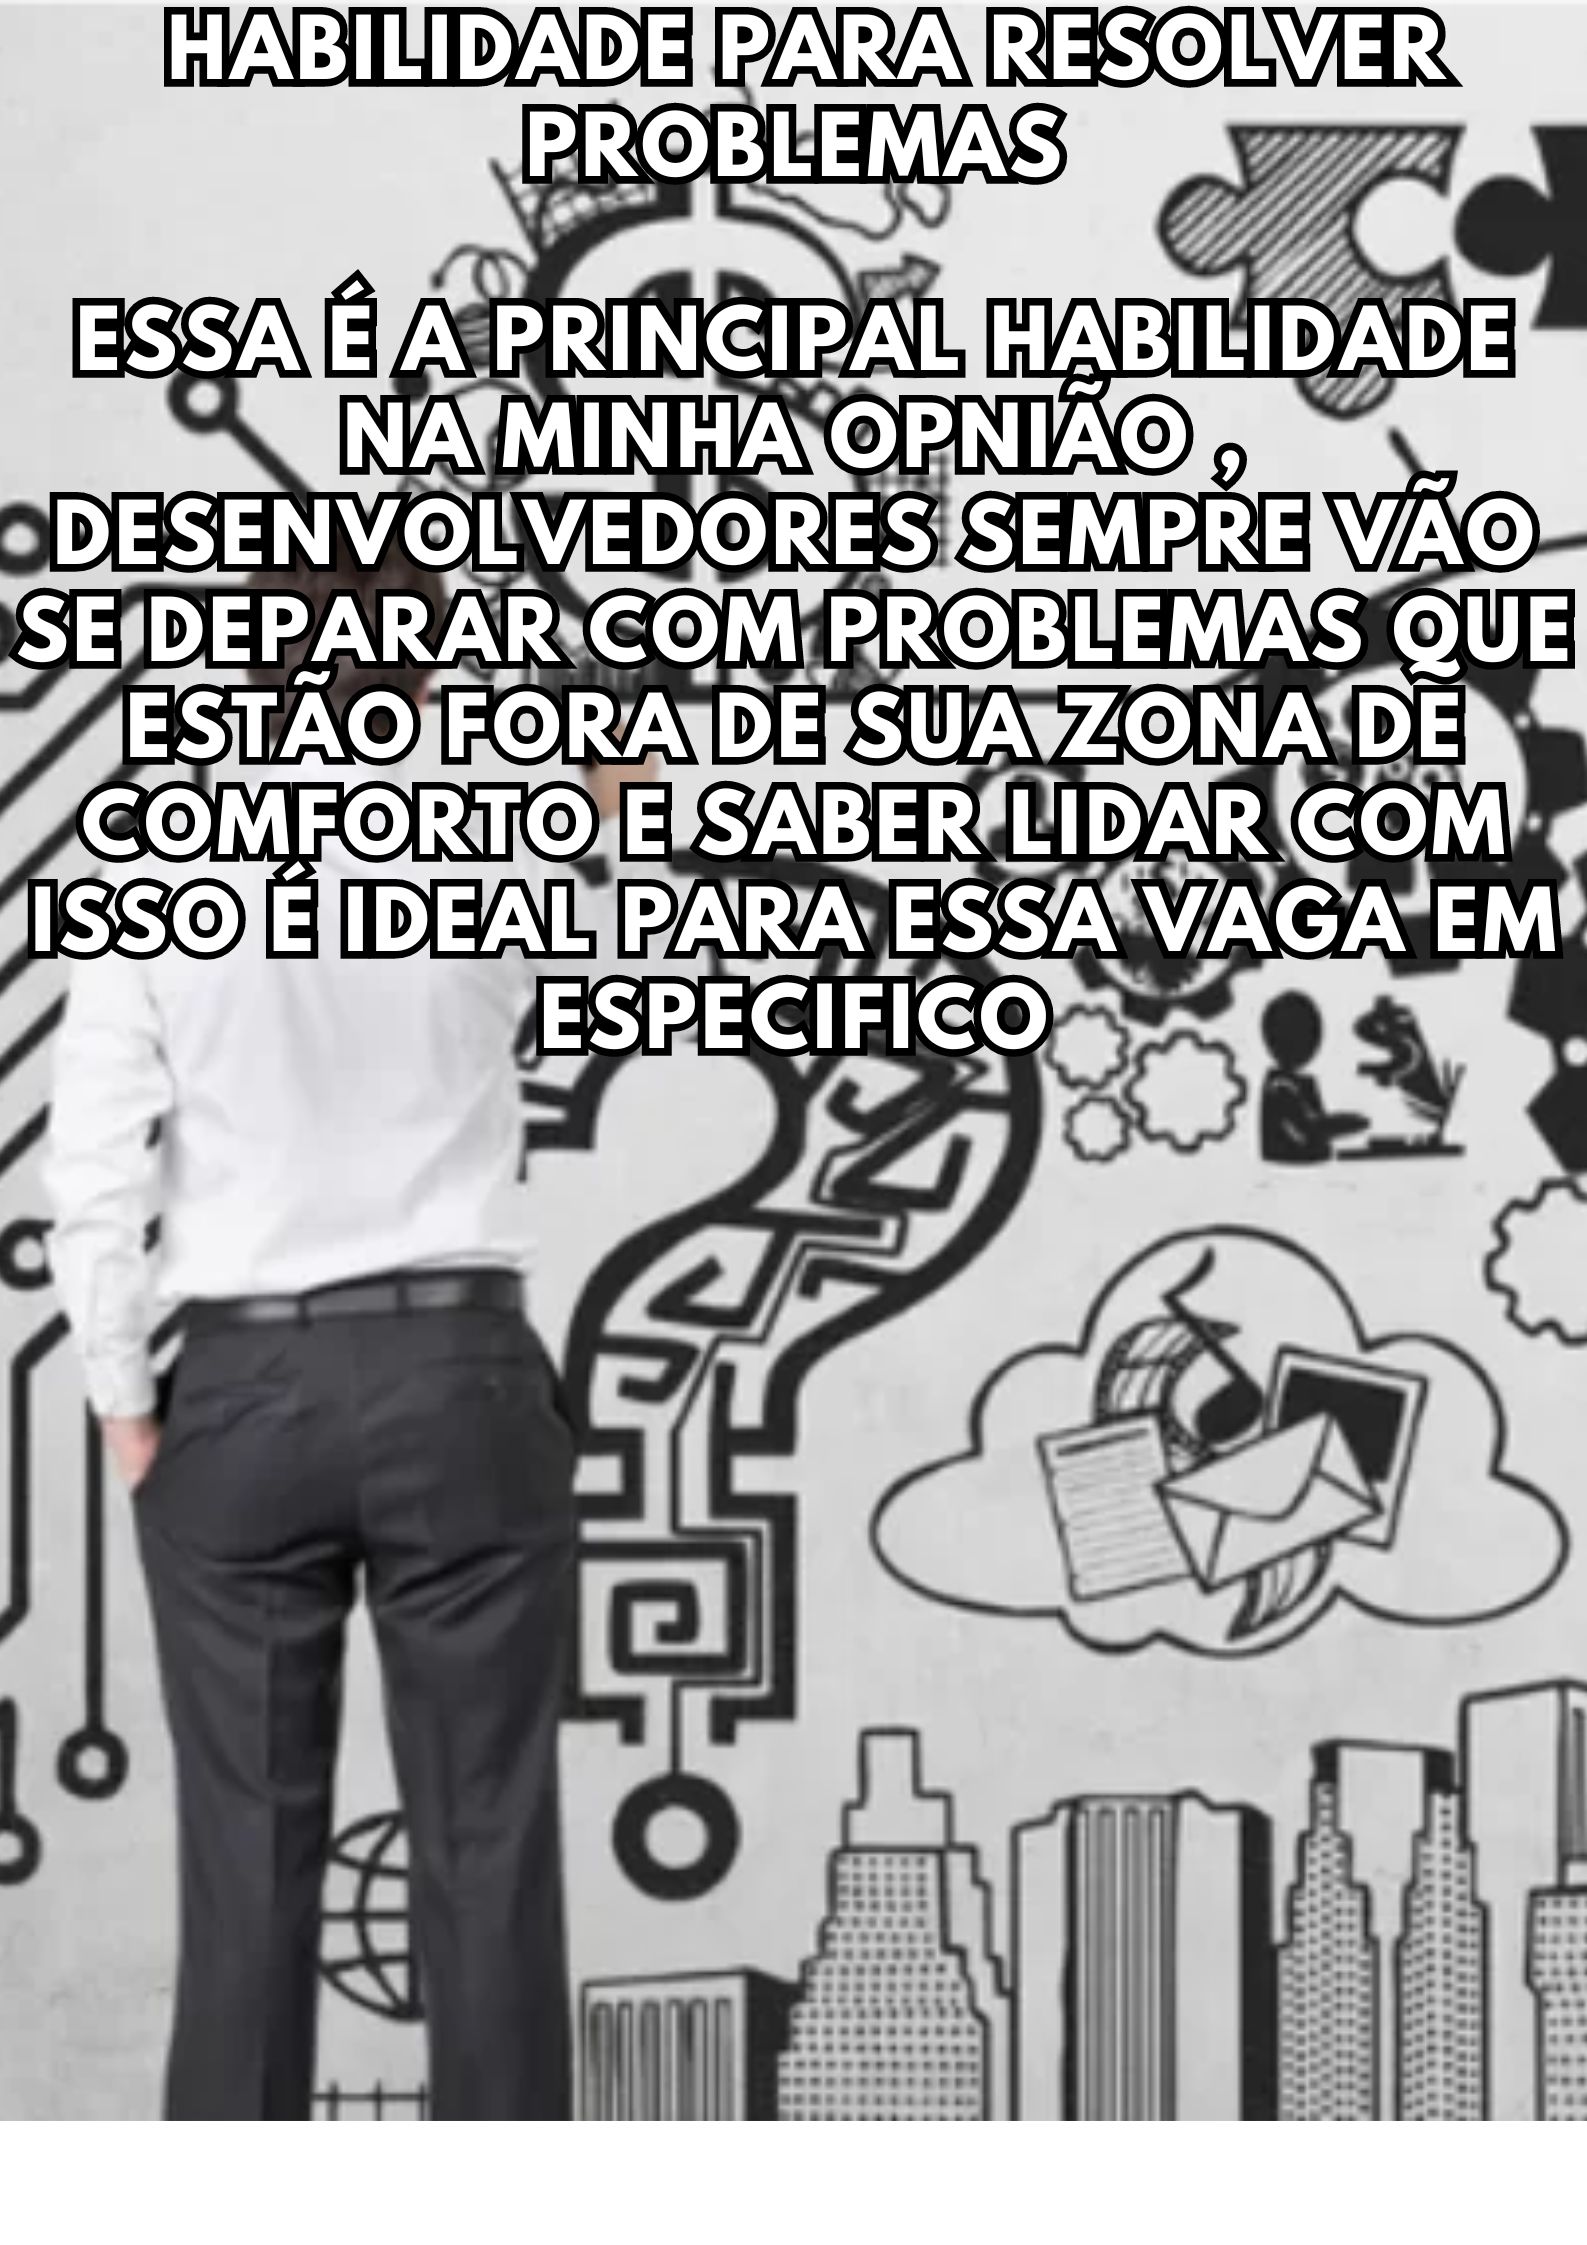 HABILIDADE PARA RESOLVER
PROBLEMAS
ESSA É A PRINCIPAL HABILIDADE
NA MINHA OPNIÃO ,
DESENVOLVEDORES SEMPRE VÃO
SE DEPARAR COM PROBLEMAS QUE
ESTÃO FORA DE SUA ZONA DE
COMFORTO E SABER LIDAR COM
ISSO É IDEAL PARA ESSA VAGA EM
ESPECIFICO